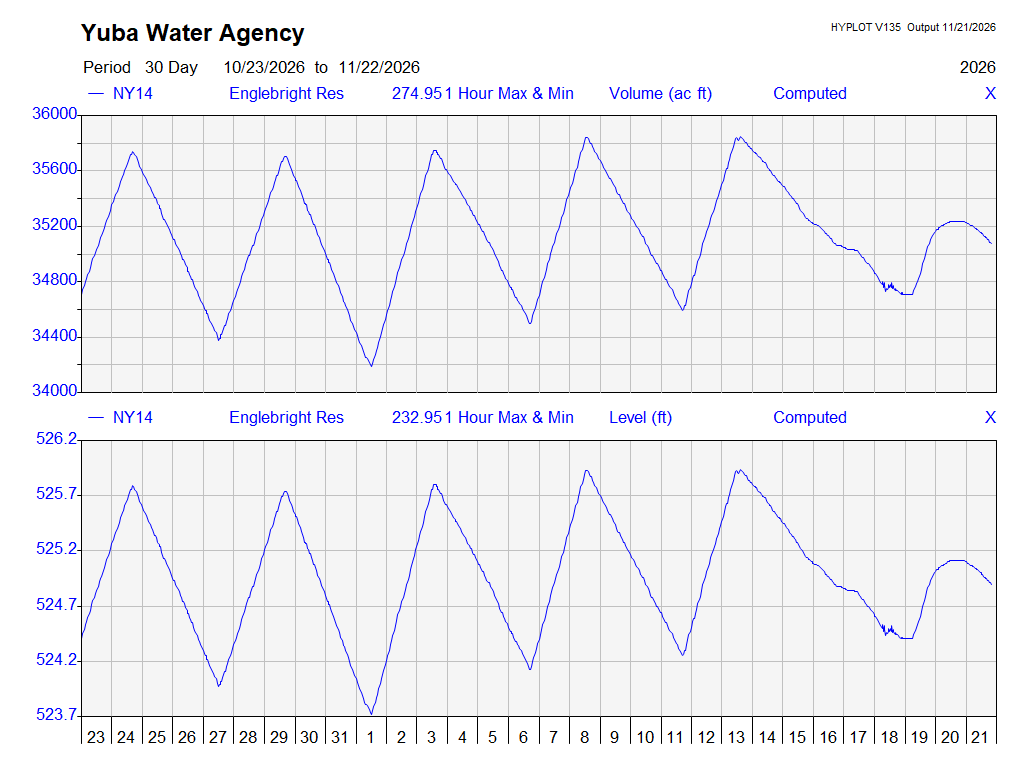 Yuba Water Agency
HYPLOT V135 Output 11/21/2026
Period 30 Day 10/23/2026 to 11/22/2026 2026
NY14 Englebright Res 274.951 Hour Max & Min Volume (ac ft) Computed X
36000
35600
35200
34800
34400
34000
NY14 Englebright Res 232.951 Hour Max & Min Level (ft) Computed X
526.2
525.7
525.2
524.7
524.2
523.7
23 24 25 26 27 28 29 30 31 1 2 3 4 5 6 7 8 9 10 11 12 13 14 15 16 17 18 19 20 21